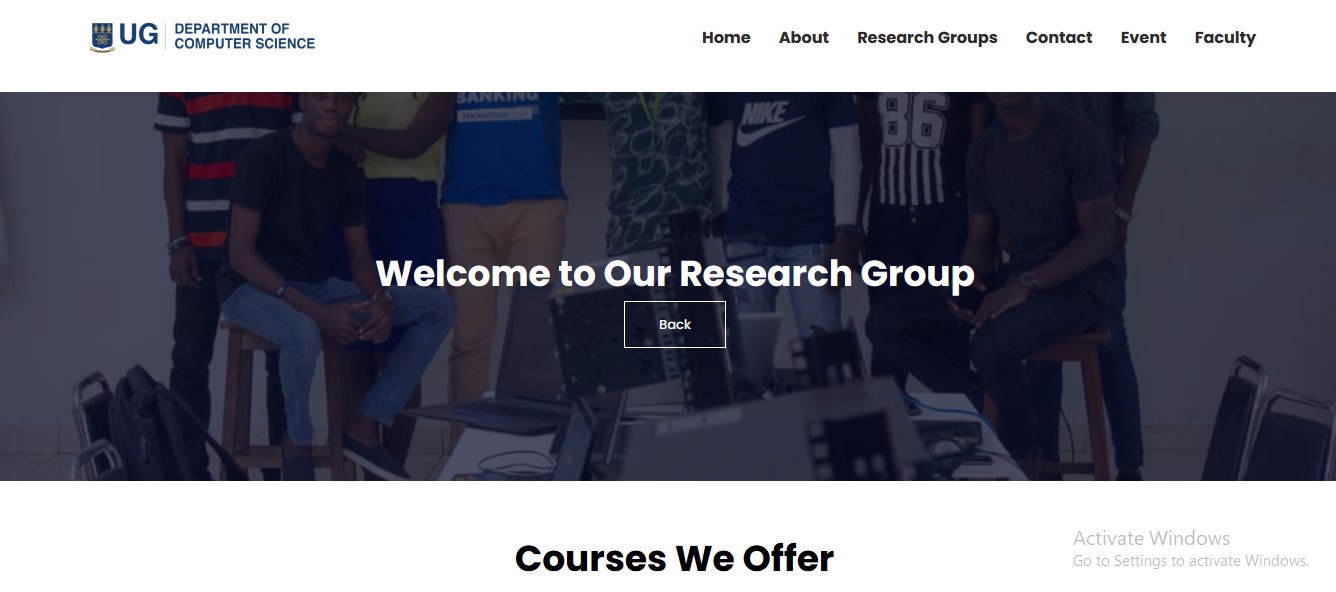 UG
DEPARTMENT OF
COMPUTER SCIENCE
Home About Research Groups Contact Event Faculty
BANKING
Hackathon
NIKE
86
Welcome to Our Research Group
Back
Courses We Offer
Activate Windows
Go to Settings to activate Windows.